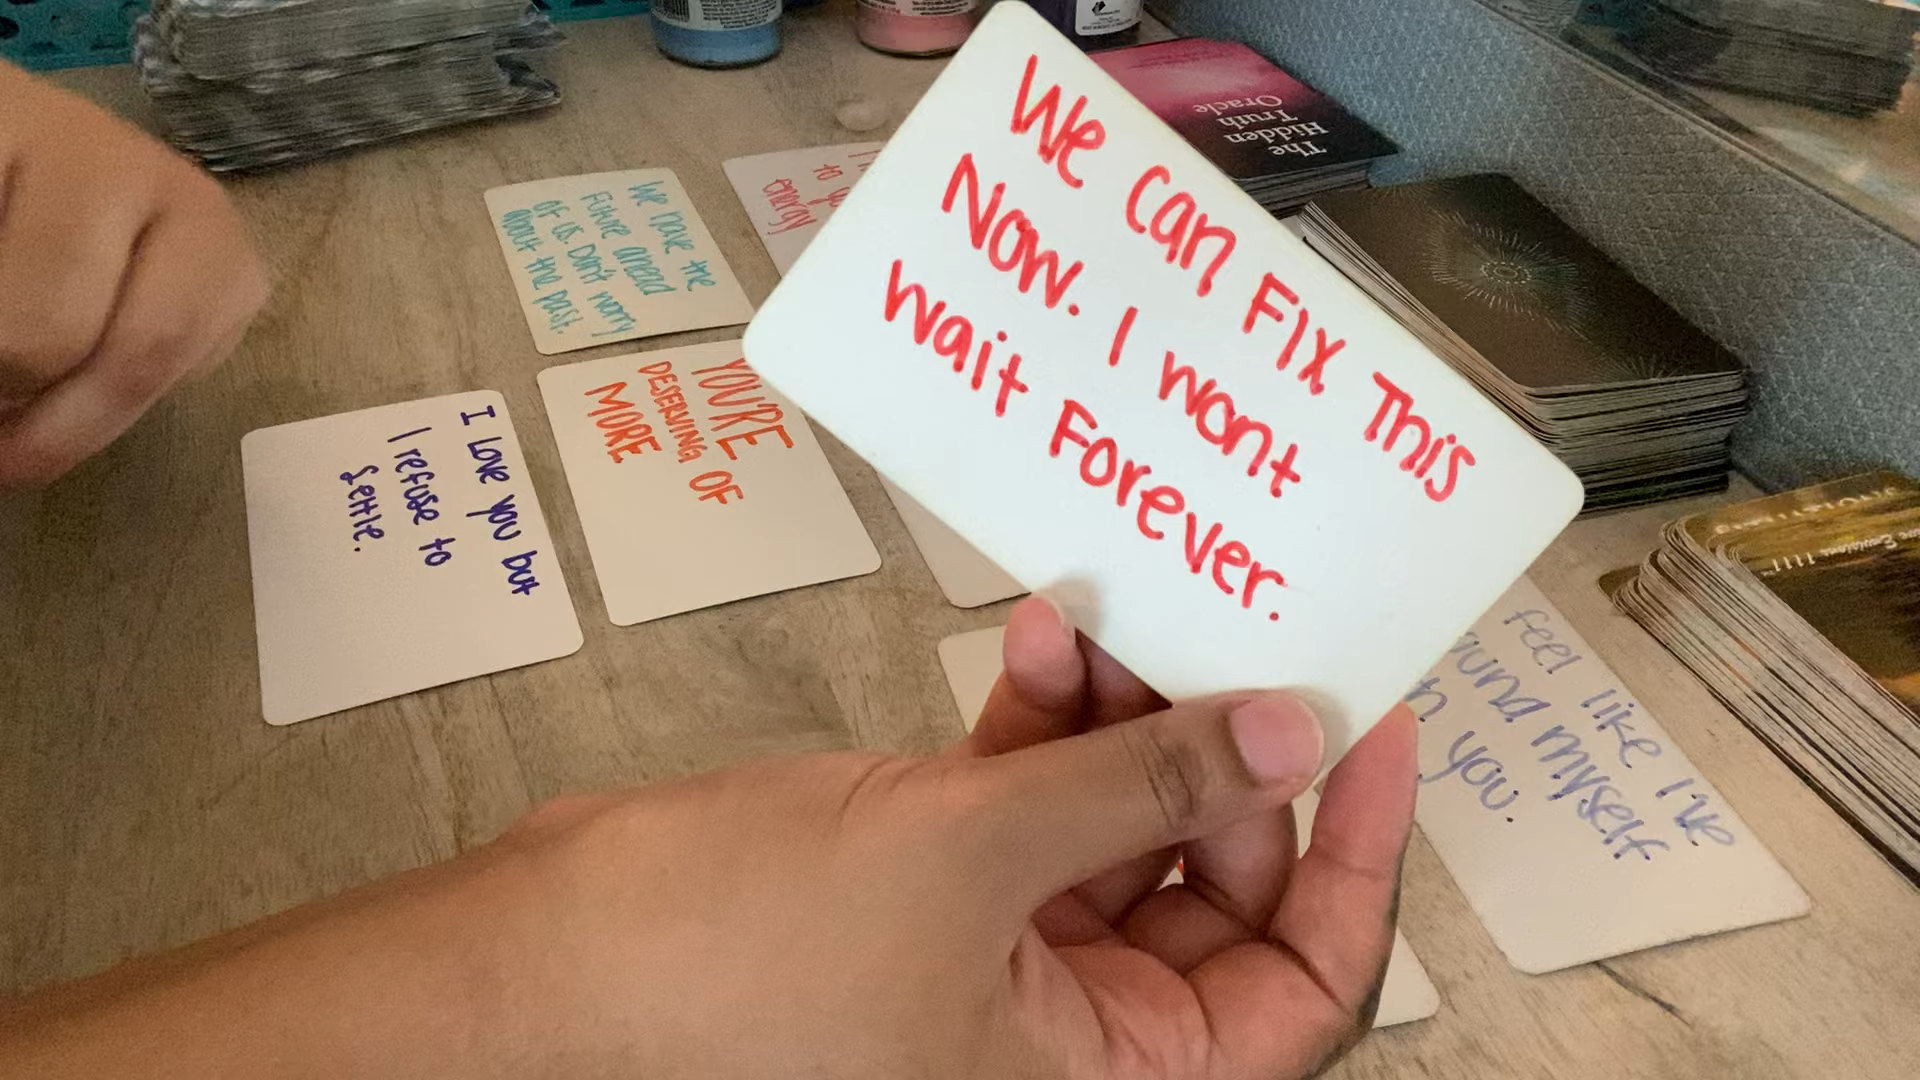 We can Fix This
Now. I wont
wait Forever.
We have the
Future ahead
of us. Don't worry
about the past.
to
energy
YOU'RE
DESERVING OF
MORE
I Love you but
I refuse to
settle.
feel like I've
myself
you.
The
Hidden
Truth
Oracle